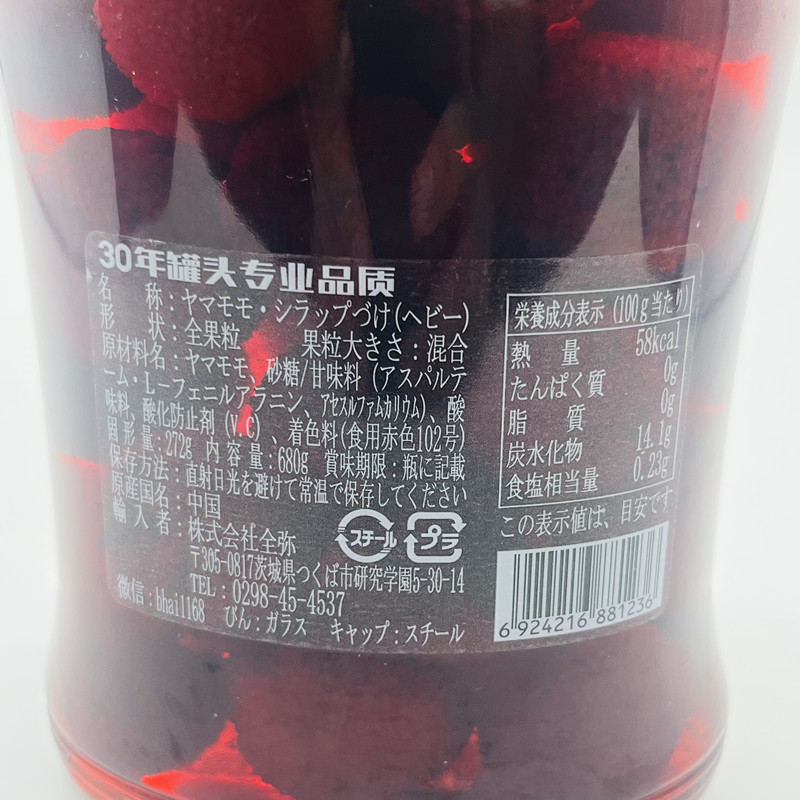 30年罐头专业品质
名称：ヤマモモ・シラップづけ(ヘビー)
形状：全果粒 果粒大きさ：混合
原材料名：ヤマモモ、砂糖/甘味料（アスパルテ
ーム・L－フェニルアラニン、アセスルファムカリウム)、酸
味料、酸化防止剤（V.C）、着色料(食用赤色102号)
固形量：272g 内容量：680g 賞味期限：瓶に記載
保存方法：直射日光を避けて常温で保存してください
原産国名：中国
輸入者：株式会社全弥
〒305-0817茨城県つくば市研究学園5-30-14
TEL：0298-45-4537
微信：bhail168 びん：ガラス キャップ：スチール
スチール プラ
栄養成分表示（100g当たり）
熱量 58kcal
たんぱく質 0g
脂質 0g
炭水化物 14.1g
食塩相当量 0.23g
この表示値は、目安です
6 924216 881236